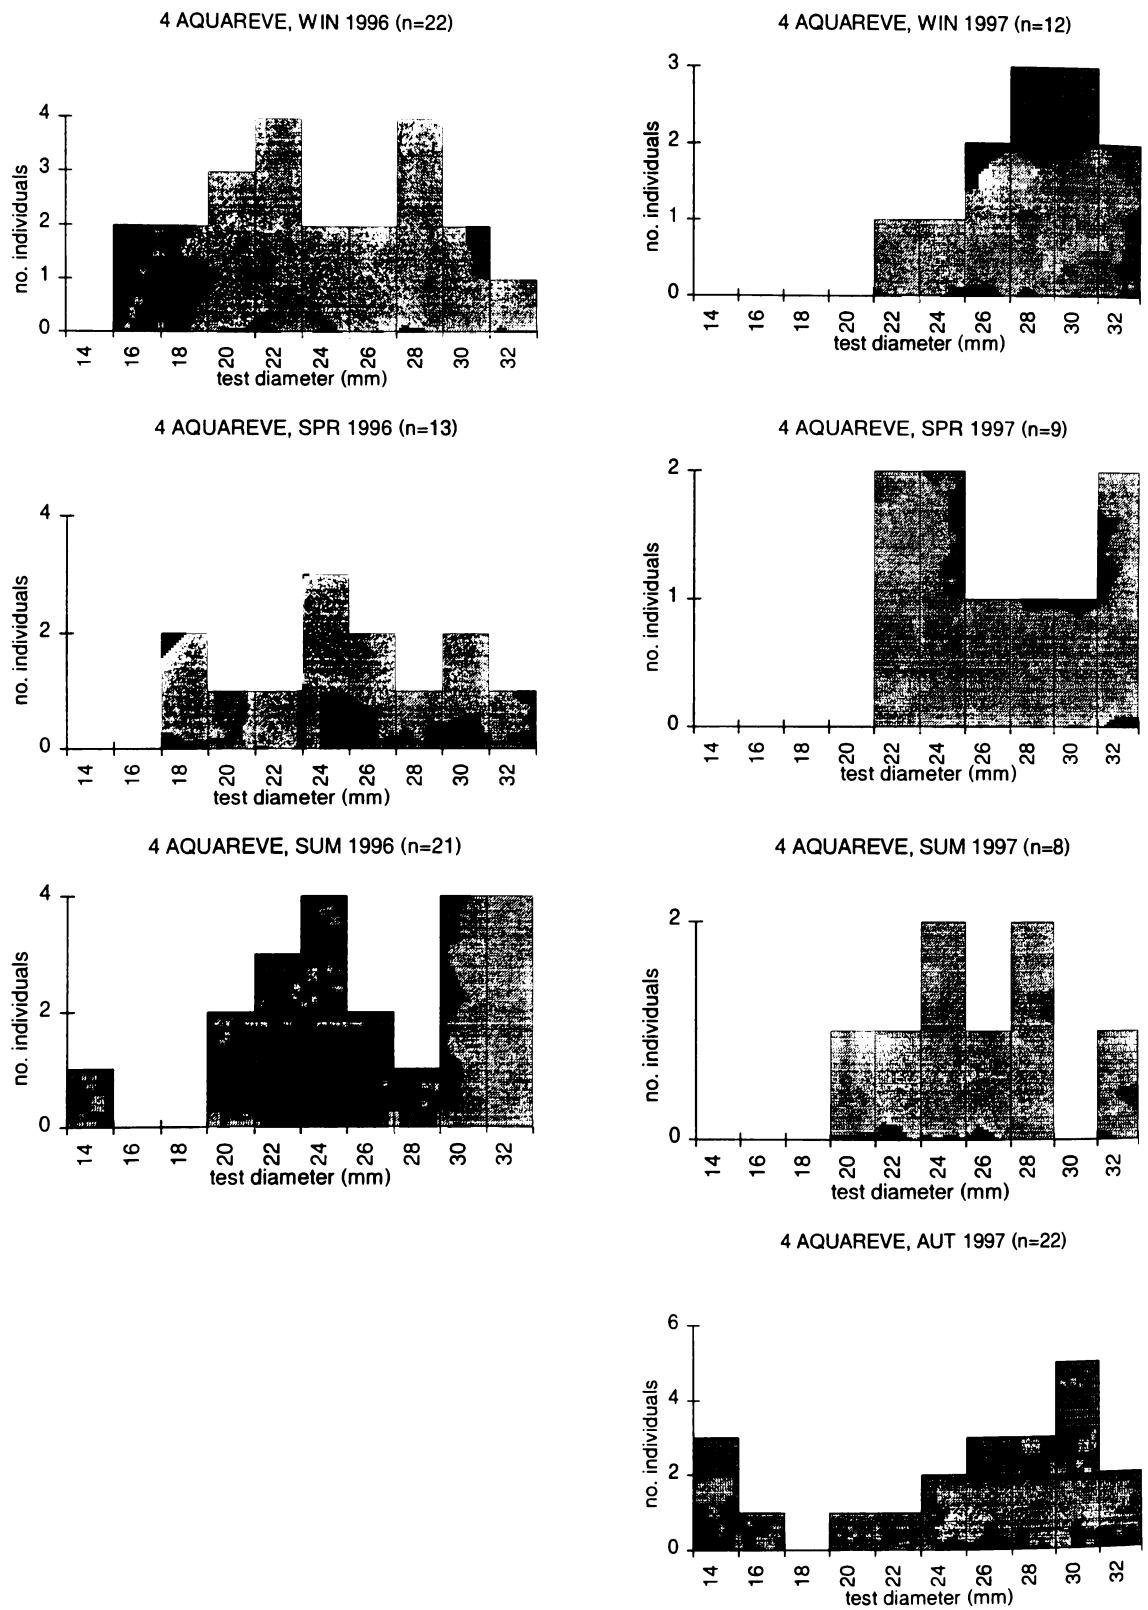 4 AQUAREVE, WIN 1996 (n=22)
4
3
2
1
0
no. individuals
14 16 18 20 22 24 26 28 30 32
test diameter (mm)
4 AQUAREVE, WIN 1997 (n=12)
3
2
1
0
no. individuals
14 16 18 20 22 24 26 28 30 32
test diameter (mm)
4 AQUAREVE, SPR 1996 (n=13)
4
2
0
no. individuals
14 16 18 20 22 24 26 28 30 32
test diameter (mm)
4 AQUAREVE, SPR 1997 (n=9)
2
1
0
no. individuals
14 16 18 20 22 24 26 28 30 32
test diameter (mm)
4 AQUAREVE, SUM 1996 (n=21)
4
2
0
no. individuals
14 16 18 20 22 24 26 28 30 32
test diameter (mm)
4 AQUAREVE, SUM 1997 (n=8)
2
1
0
no. individuals
14 16 18 20 22 24 26 28 30 32
test diameter (mm)
4 AQUAREVE, AUT 1997 (n=22)
6
4
2
0
no. individuals
14 16 18 20 22 24 26 28 30 32
test diameter (mm)